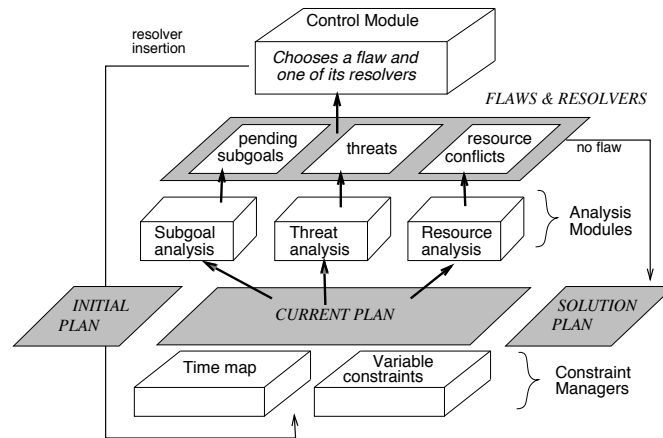 Control Module
resolver
insertion
Chooses a flaw and
one of its resolvers
FLAWS & RESOLVERS
pending
subgoals
threats
resource
conflicts
no flaw
Subgoal
analysis
Threat
analysis
Resource
analysis
Analysis
Modules
INITIAL
PLAN
CURRENT PLAN
SOLUTION
PLAN
Time map
Variable
constraints
Constraint
Managers